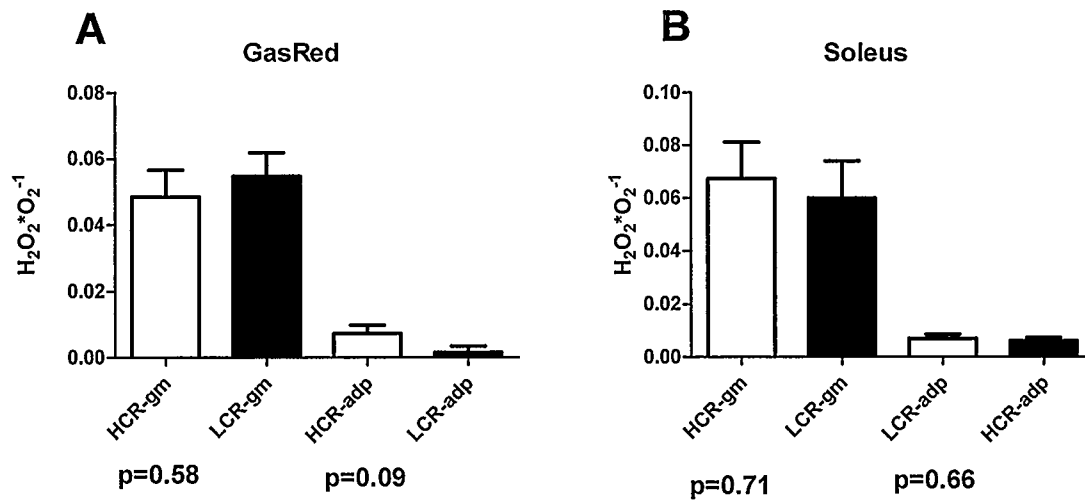 A
GasRed
H₂O₂*O₂⁻¹
0.08
0.06
0.04
0.02
0.00
HCR-gm
LCR-gm
HCR-adp
LCR-adp
p=0.58
p=0.09
B
Soleus
H₂O₂*O₂⁻¹
0.10
0.08
0.06
0.04
0.02
0.00
HCR-gm
LCR-gm
LCR-adp
HCR-adp
p=0.71
p=0.66